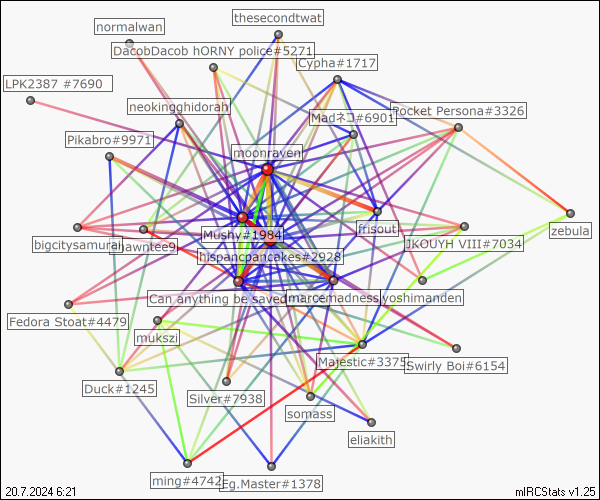 thesecondtwat
normalwan
DacobDacob hORNY police#5271
Cypha#1717
LPK2387 #7690
neokingghidorah
Madネコ#6901
Pocket Persona#3326
Pikabro#9971
moonraven
Mushy#1984
frisout
zebula
bigcitysamurai
shawntee9
hispancpancakes#2928
JKOUYH VIII#7034
Can anything be saved
marcemadness
yoshimanden
Fedora Stoat#4479
mukszi
Majestic#3375
Swirly Boi#6154
Duck#1245
Silver#7938
somass
eliakith
ming#4742
Eg.Master#1378
20.7.2024 6:21
mIRCStats v1.25